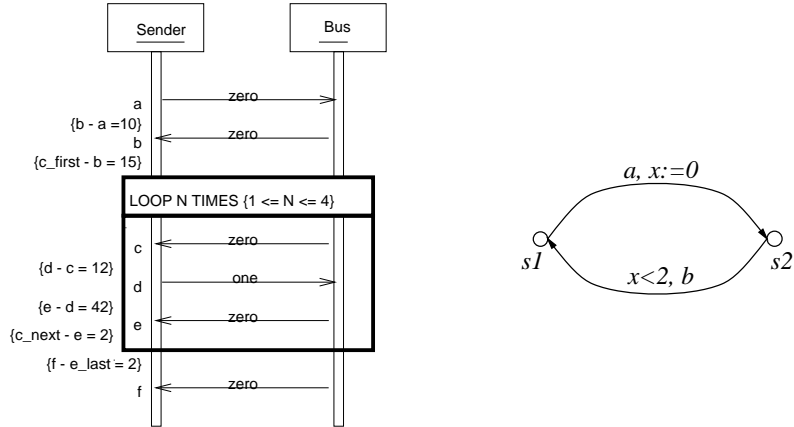 Sender
Bus
a
zero
{b - a =10}
b
zero
{c_first - b = 15}
LOOP N TIMES {1 <= N <= 4}
c
zero
{d - c = 12}
d
one
{e - d = 42}
e
zero
{c_next - e = 2}
{f - e_last = 2}
f
zero
a, x:=0
s1
s2
x<2, b